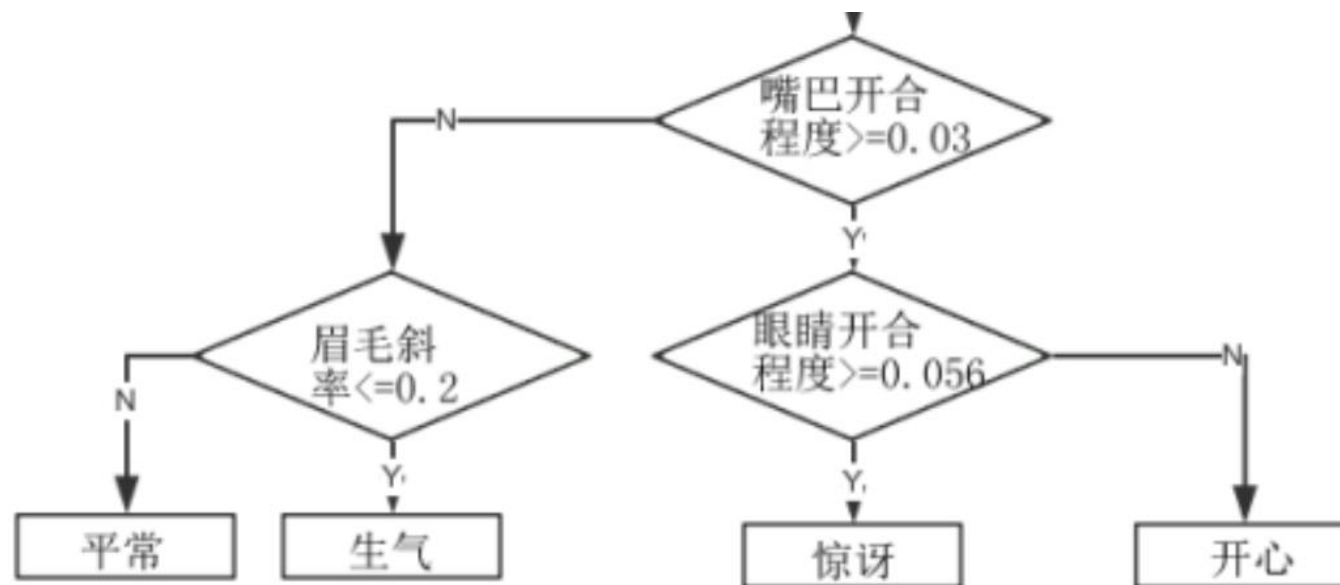 嘴巴开合
程度>=0.03
N
Y
眉毛斜
率<=0.2
眼睛开合
程度>=0.056
N
N
Y
Y
平常
生气
惊讶
开心